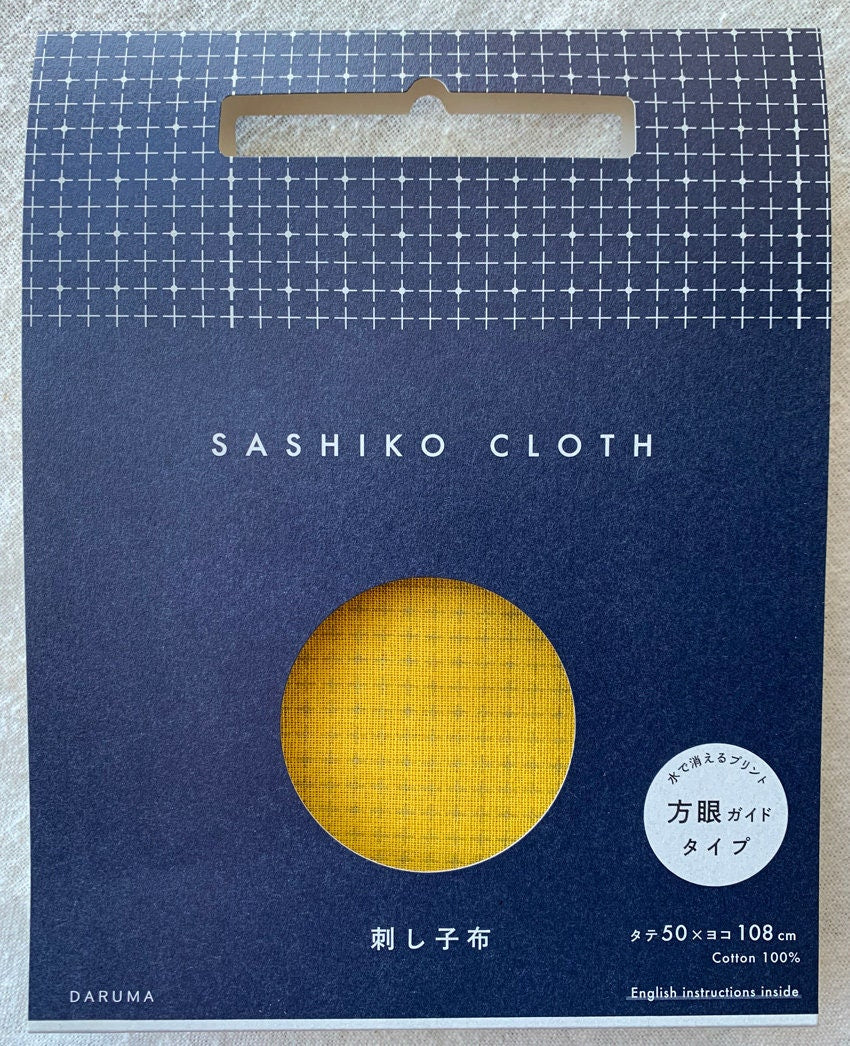 SASHIKO CLOTH
水で消えるプリント
方眼ガイド
タイプ
刺し子布
タテ50×ヨコ108cm
Cotton 100%
DARUMA
English instructions inside